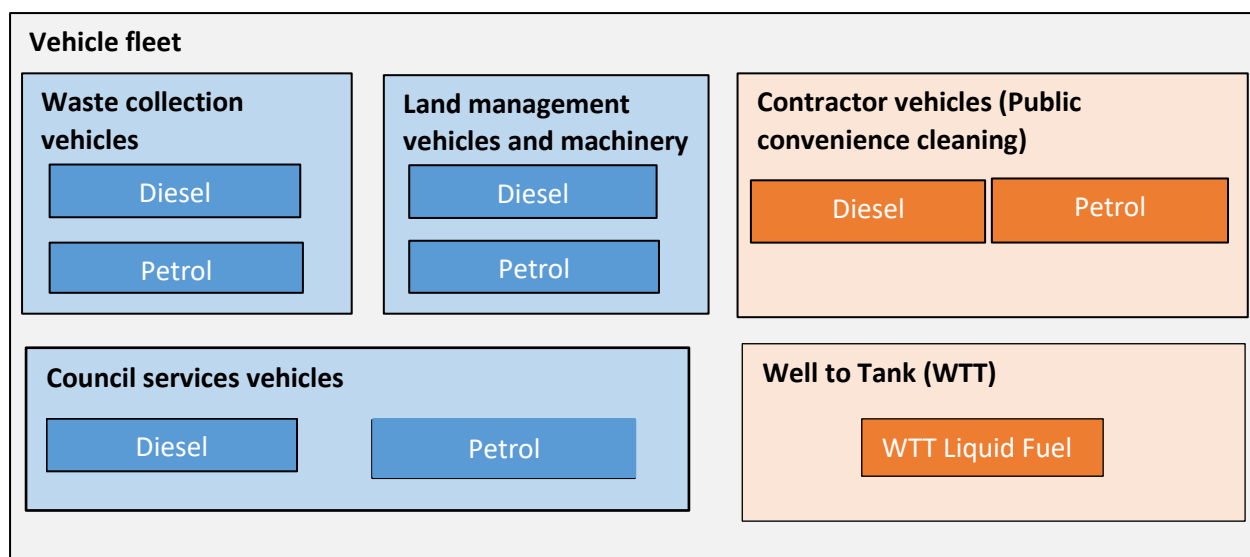 Vehicle fleet
Waste collection
vehicles
Diesel
Petrol
Land management
vehicles and machinery
Diesel
Petrol
Contractor vehicles (Public
convenience cleaning)
Diesel
Petrol
Council services vehicles
Diesel
Petrol
Well to Tank (WTT)
WTT Liquid Fuel